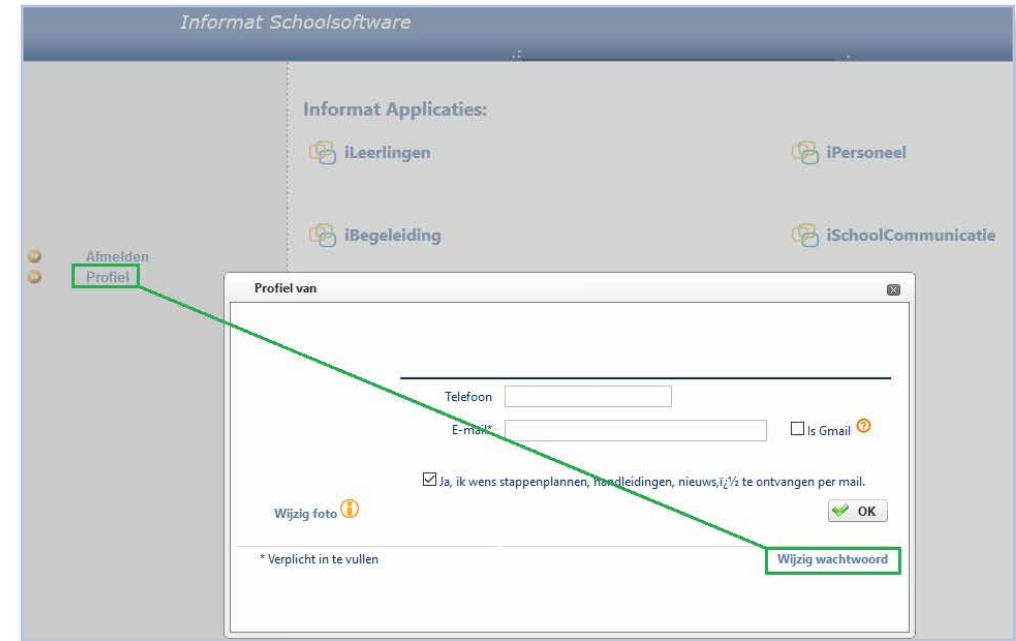 Informat Schoolsoftware
Informat Applicaties:
iLeerlingen
iPersoneel
iBegeleiding
iSchoolCommunicatie
Afmelden
Profiel
Profiel van
Telefoon
E-mail*
Is Gmail
Ja, ik wens stappenplannen, handleidingen, nieuws,ï¿½ te ontvangen per mail.
Wijzig foto
OK
* Verplicht in te vullen
Wijzig wachtwoord